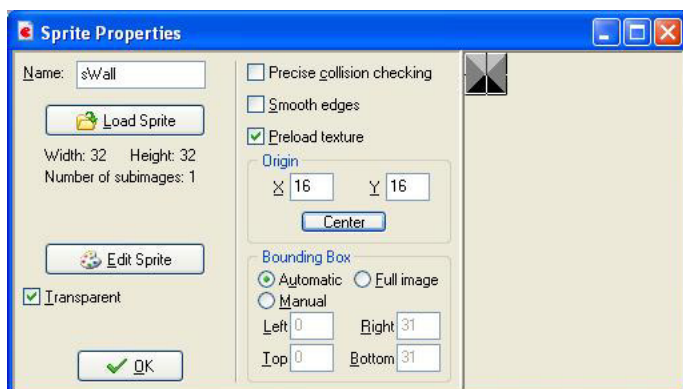 Sprite Properties
Name: sWall
Load Sprite
Width: 32 Height: 32
Number of subimages: 1
Edit Sprite
Transparent
OK
Precise collision checking
Smooth edges
Preload texture
Origin
X 16 Y 16
Center
Bounding Box
Automatic Full image
Manual
Left 0 Right 31
Top 0 Bottom 31